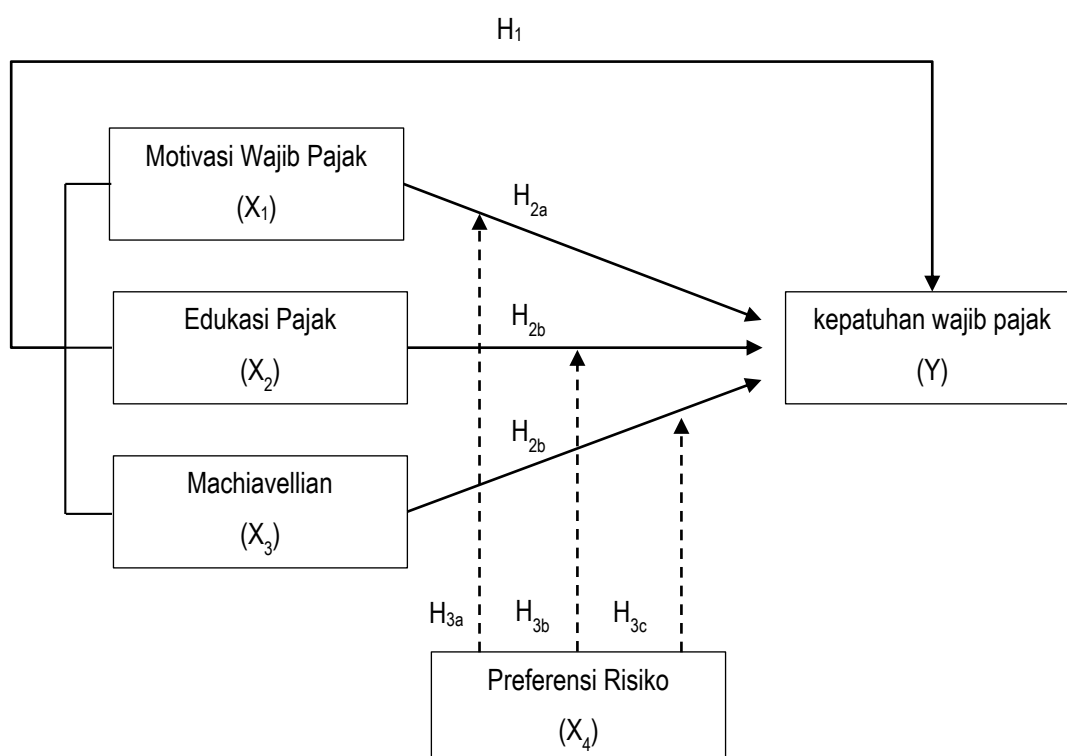 H₁
Motivasi Wajib Pajak
(X₁)
H₂ₐ
Edukasi Pajak
(X₂)
H₂b
kepatuhan wajib pajak
(Y)
H₂b
Machiavellian
(X₃)
H₃ₐ
H₃b
H₃c
Preferensi Risiko
(X₄)